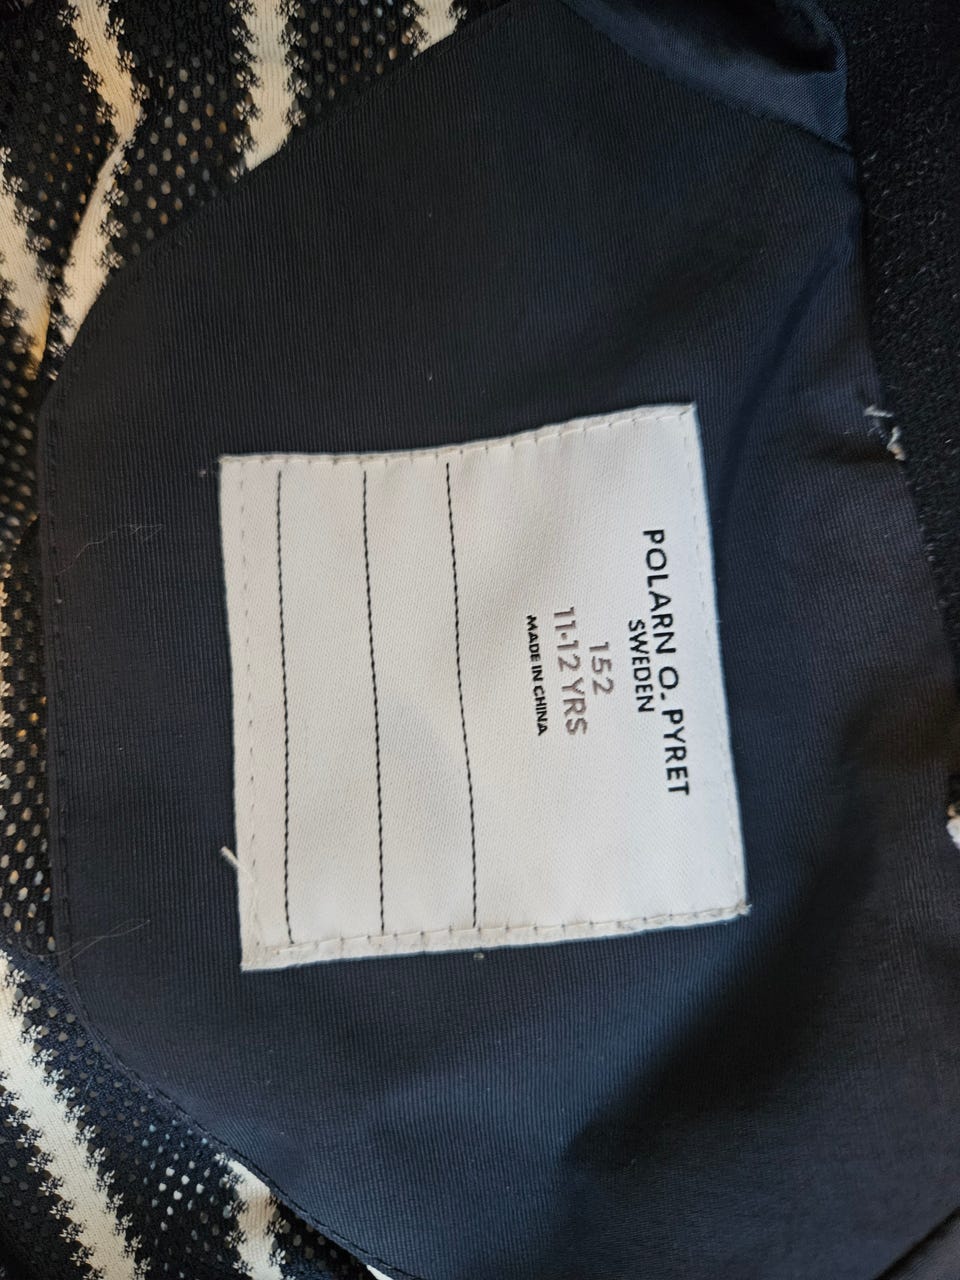 POLARN O. PYRET
SWEDEN
152
11-12 YRS
MADE IN CHINA